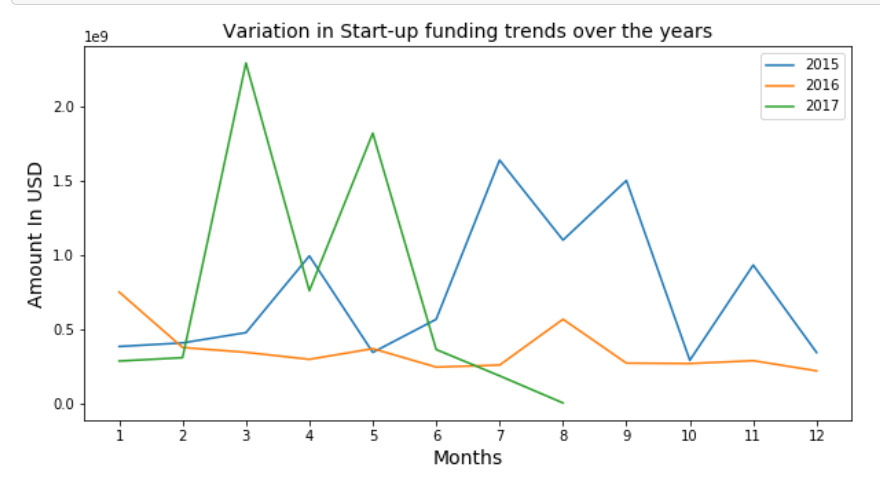 Variation in Start-up funding trends over the years
1e9
2015
2016
2017
2.0
1.5
1.0
0.5
0.0
Amount In USD
1 2 3 4 5 6 7 8 9 10 11 12
Months